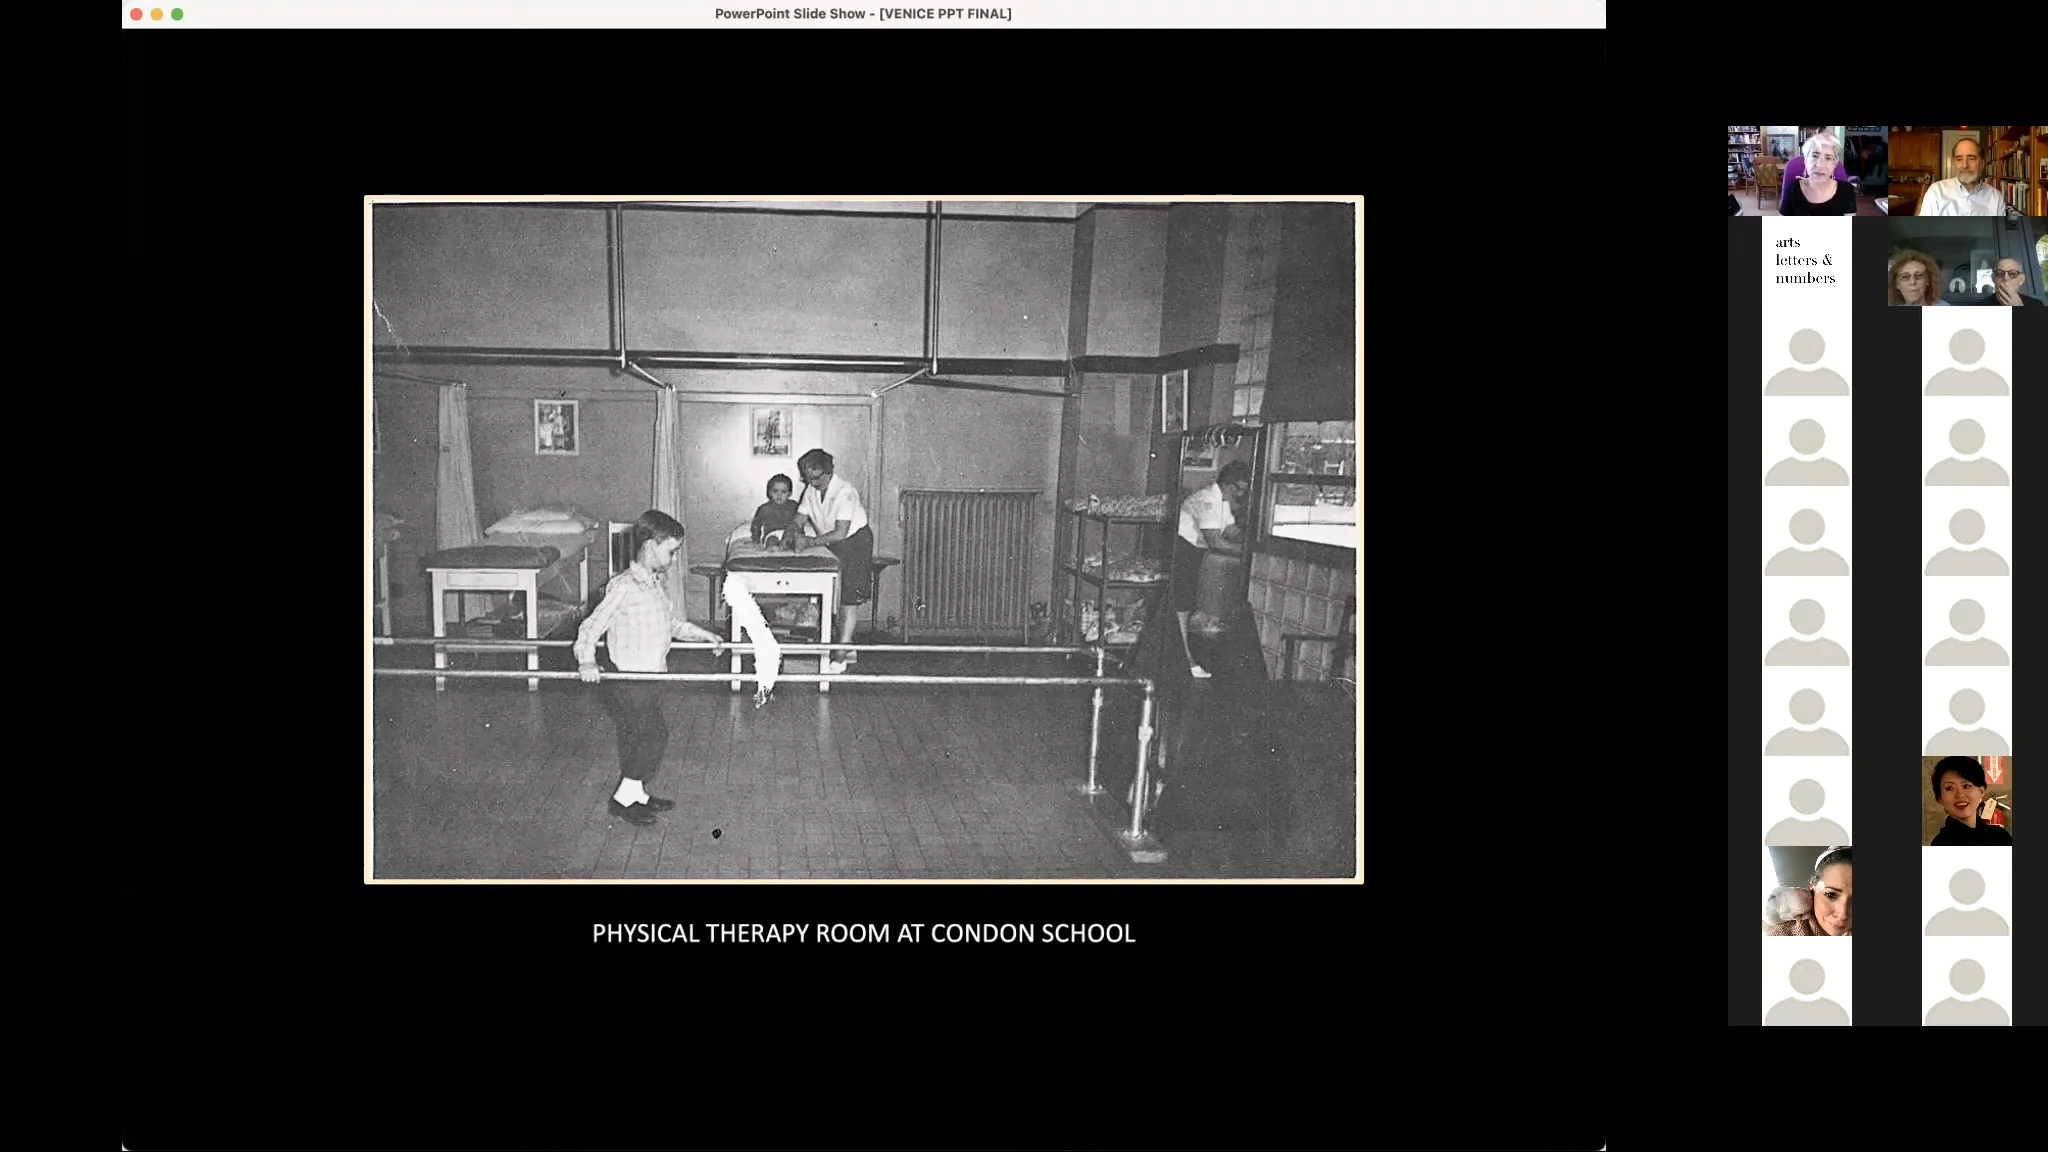 PowerPoint Slide Show - [VENICE PPT FINAL]
arts
letters &
numbers
PHYSICAL THERAPY ROOM AT CONDON SCHOOL